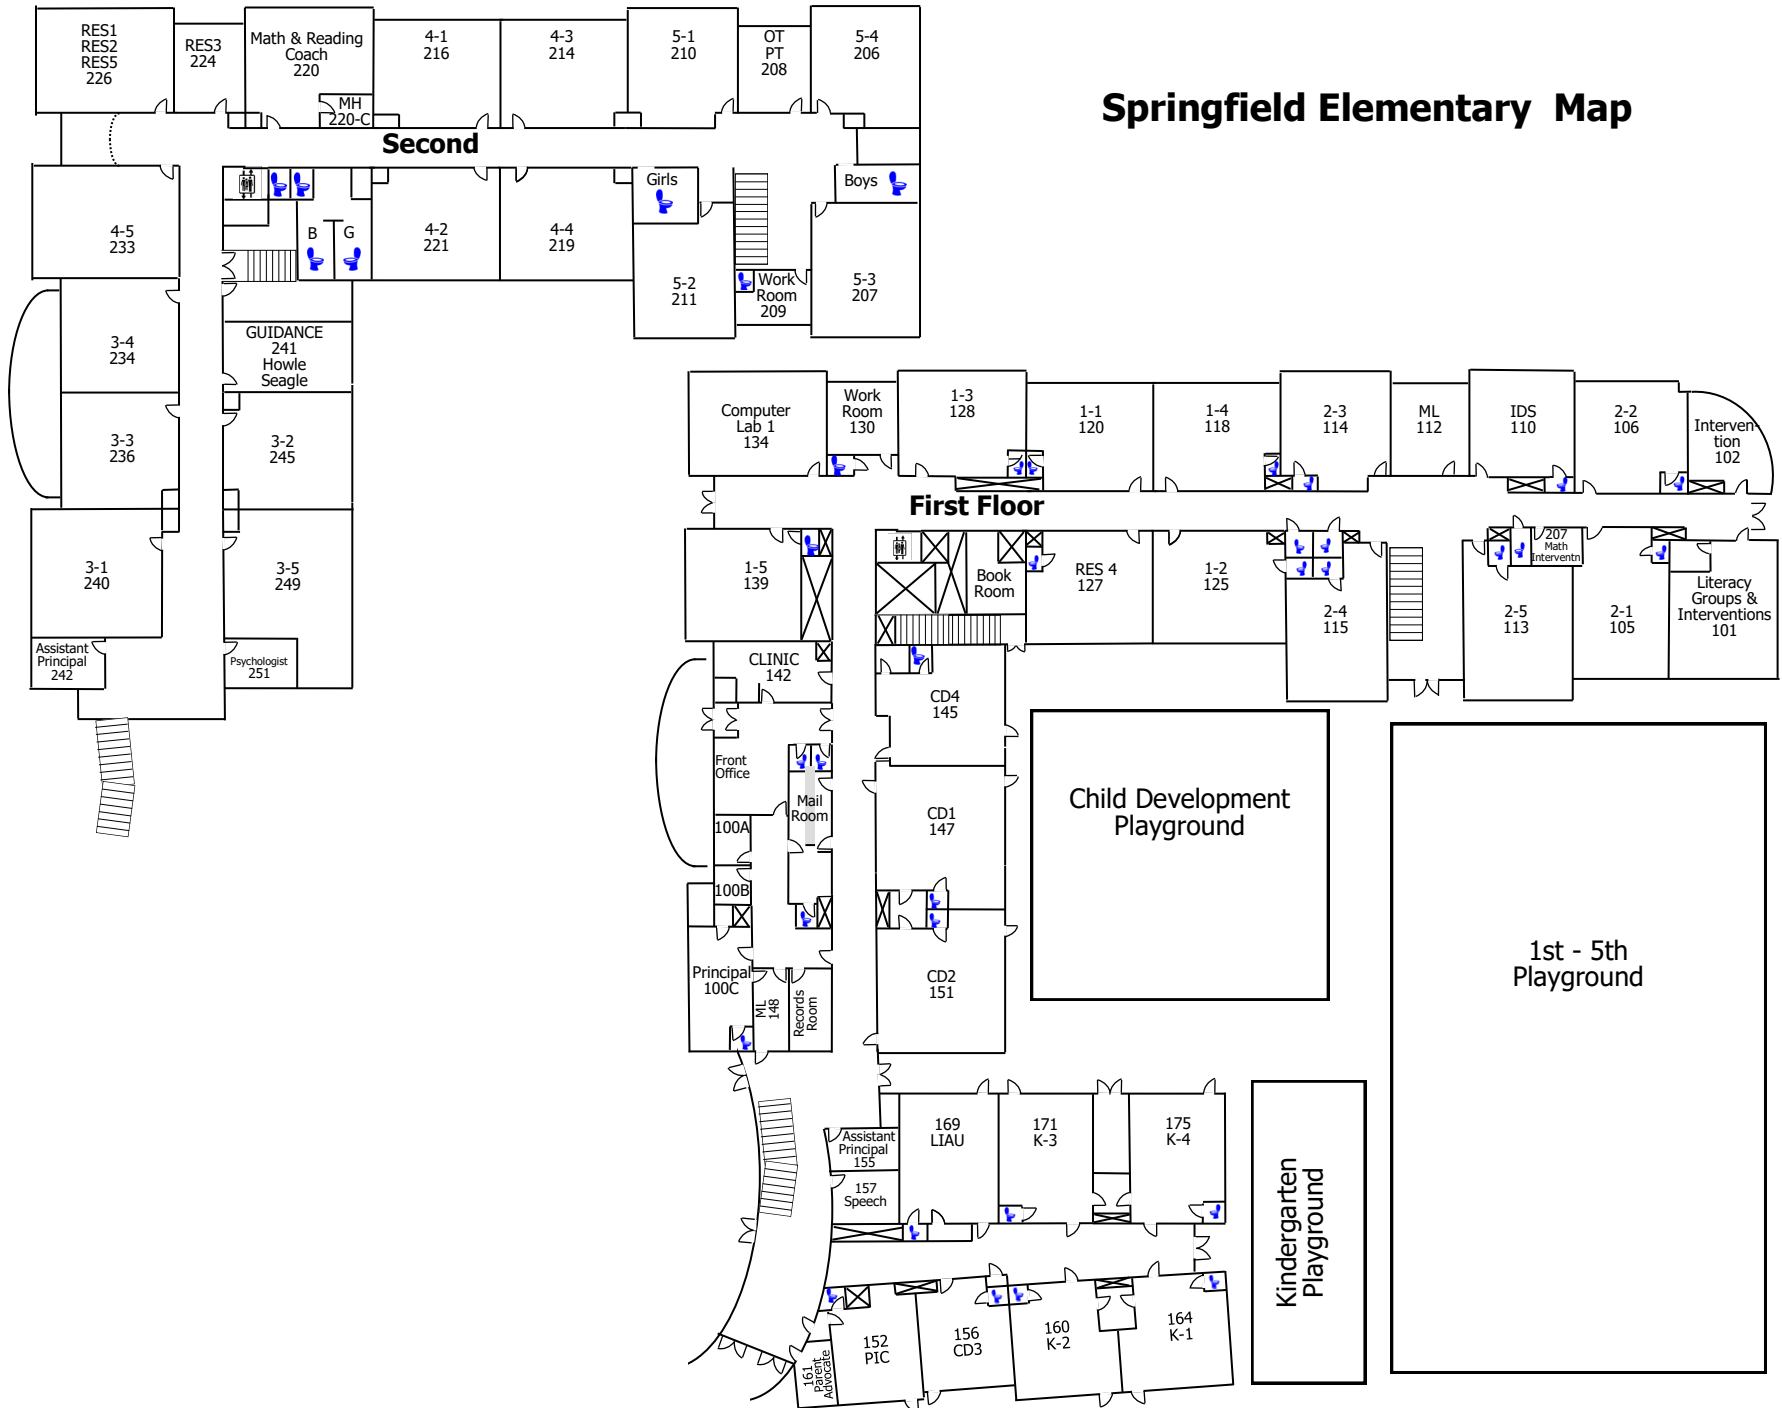 Springfield Elementary Map
RES1
RES2
RES5
226
RES3
224
Math & Reading
Coach
220
MH
220-C
4-1
216
4-3
214
5-1
210
OT
PT
208
5-4
206
Second
4-5
233
B
G
4-2
221
4-4
219
Girls
Boys
5-2
211
Work
Room
209
5-3
207
3-4
234
GUIDANCE
241
Howle
Seagle
3-3
236
3-2
245
3-1
240
3-5
249
Assistant
Principal
242
Psychologist
251
Computer
Lab 1
134
Work
Room
130
1-3
128
1-1
120
1-4
118
2-3
114
ML
112
IDS
110
2-2
106
Interven-
tion
102
First Floor
1-5
139
Book
Room
RES 4
127
1-2
125
2-4
115
207
Math
Interventn
2-5
113
2-1
105
Literacy
Groups &
Interventions
101
CLINIC
142
CD4
145
Front
Office
Mail
Room
100A
100B
CD1
147
Principal
100C
ML
148
Records
Room
CD2
151
Child Development
Playground
1st - 5th
Playground
Assistant
Principal
155
157
Speech
169
LIAU
171
K-3
175
K-4
Kindergarten
Playground
161
Parent
Advocate
152
PIC
156
CD3
160
K-2
164
K-1